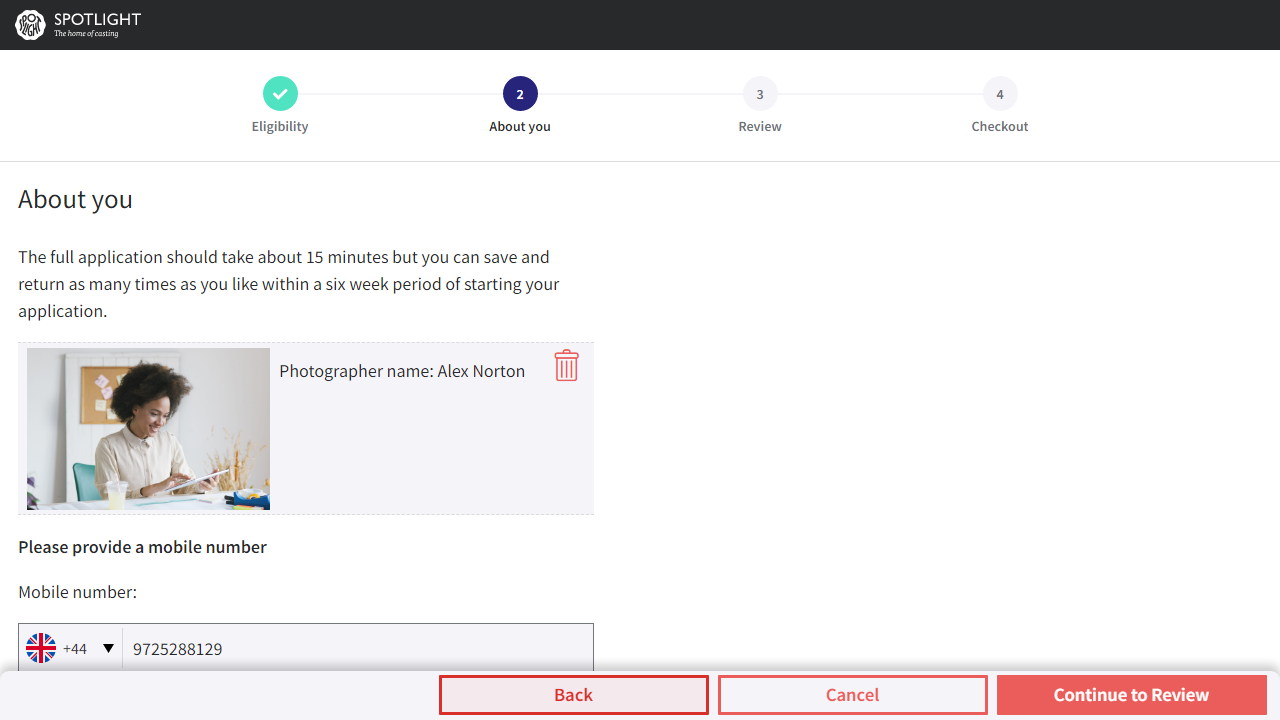 SPOTLIGHT
The home of casting
2
3
4
Eligibility
About you
Review
Checkout
About you
The full application should take about 15 minutes but you can save and
return as many times as you like within a six week period of starting your
application.
Photographer name: Alex Norton
Please provide a mobile number
Mobile number:
+44
9725288129
Back
Cancel
Continue to Review